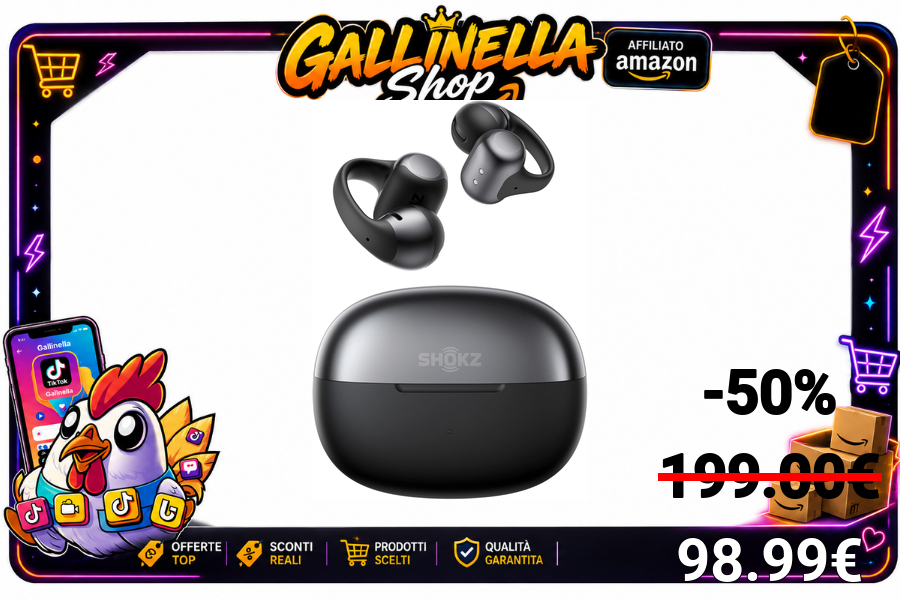 GALLINELLA
Shop
AFFILIATO
amazon
SHOKZ
Gallinella
TikTok
Gallinella
-50%
199.00€
98.99€
OFFERTE
TOP
SCONTI
REALI
PRODOTTI
SCELTI
QUALITÀ
GARANTITA